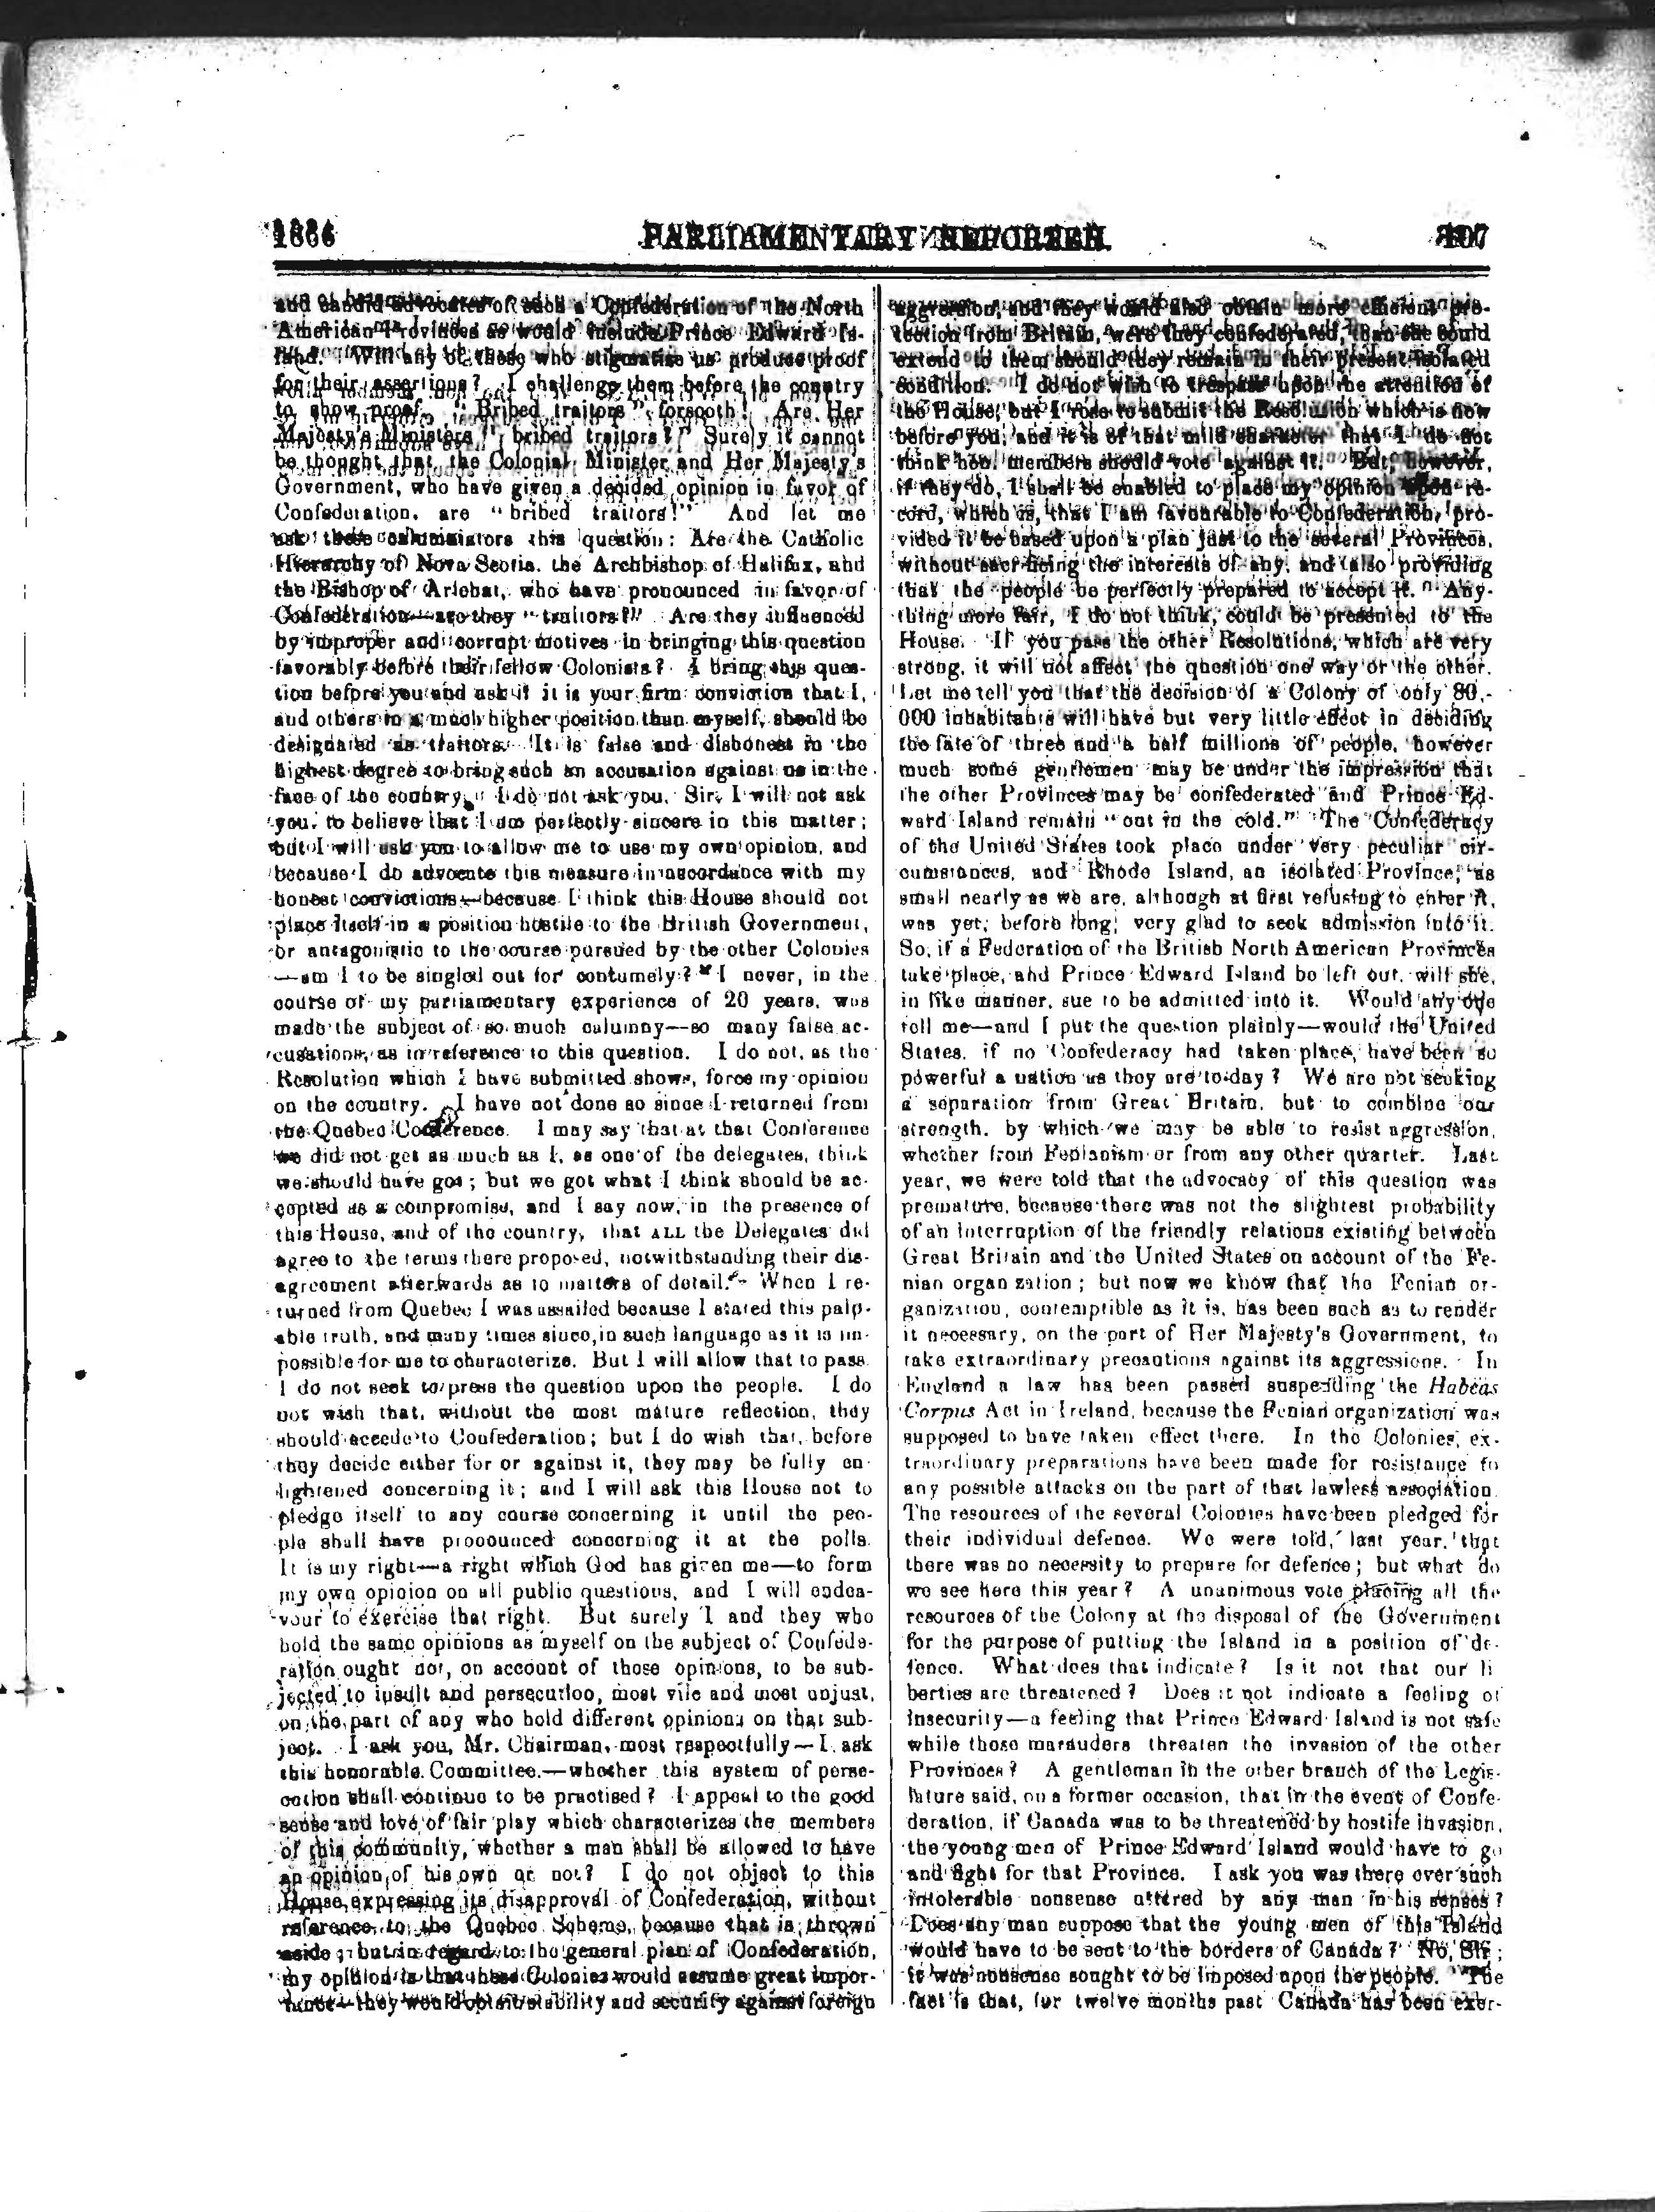 1866
PARLIAMENTARY REPORTER.
107
and candid advocates of such a Confederation of the North
American Provinces as would include Prince Edward Is-
land. Will any of those who stigmatise us produce proof
for their assertions? I challenge them before the country
to show proof. "Bribed traitors" forsooth! Are Her
Majesty's Ministers "bribed traitors?" Surely it cannot
be thought that the Colonial Minister and Her Majesty's
Government, who have given a decided opinion in favor of
Confederation, are "bribed traitors!" And let me
ask these calumniators this question: Are the Catholic
Hierarchy of Nova Scotia, the Archbishop of Halifax, and
the Bishop of Arichat, who have pronounced in favor of
Confederation—are they "traitors?" Are they influenced
by improper and corrupt motives in bringing this question
favorably before their fellow Colonists? I bring this ques-
tion before you and ask if it is your firm conviction that I,
and others in a much higher position than myself, should be
designated as traitors. It is false and dishonest in the
highest degree to bring such an accusation against us in the
face of the country. I do not ask you, Sir, I will not ask
you, to believe that I am perfectly sincere in this matter;
but I will ask you to allow me to use my own opinion, and
because I do advocate this measure in accordance with my
honest convictions—because I think this House should not
place itself in a position hostile to the British Government,
or antagonistic to the course pursued by the other Colonies
—am I to be singled out for contumely? I never, in the
course of my parliamentary experience of 20 years, was
made the subject of so much calumny—so many false ac-
cusations, as in reference to this question. I do not, as the
Resolution which I have submitted shows, force my opinion
on the country. I have not done so since I returned from
the Quebec Conference. I may say that at that Conference
we did not get as much as I, as one of the delegates, think
we should have got; but we got what I think should be ac-
cepted as a compromise, and I say now, in the presence of
this House, and of the country, that ALL the Delegates did
agree to the terms there proposed, notwithstanding their dis-
agreement afterwards as to matters of detail. When I re-
turned from Quebec I was assailed because I stated this palp-
able truth, and many times since, in such language as it is im-
possible for me to characterize. But I will allow that to pass.
I do not seek to press the question upon the people. I do
not wish that, without the most mature reflection, they
should accede to Confederation; but I do wish that, before
they decide either for or against it, they may be fully en-
lightened concerning it; and I will ask this House not to
pledge itself to any course concerning it until the peo-
ple shall have pronounced concerning it at the polls.
It is my right—a right which God has given me—to form
my own opinion on all public questions, and I will endea-
vour to exercise that right. But surely I and they who
hold the same opinions as myself on the subject of Confede-
ration ought not, on account of those opinions, to be sub-
jected to insult and persecution, most vile and most unjust,
on the part of any who hold different opinions on that sub-
ject. I ask you, Mr. Chairman, most respectfully—I ask
this honorable Committee,—whether this system of perse-
cution shall continue to be practised? I appeal to the good
sense and love of fair play which characterizes the members
of this community, whether a man shall be allowed to have
an opinion of his own or not? I do not object to this
House expressing its disapproval of Confederation, without
reference to the Quebec Scheme, because that is thrown
aside; but in regard to the general plan of Confederation,
my opinion is that these Colonies would assume great impor-
tance—they would obtain stability and security against foreign
aggression, and they would also obtain more efficient pro-
tection from Britain, were they confederated, than she could
extend to them should they remain in their present isolated
condition. I do not wish to trespass upon the attention of
the House, but I rose to submit the Resolution which is now
before you, and it is of that mild character that I do not
think hon. members should vote against it. But, however,
if they do, I shall be enabled to place my opinion upon re-
cord, which is, that I am favourable to Confederation, pro-
vided it be based upon a plan just to the several Provinces,
without sacrificing the interests of any, and also providing
that the people be perfectly prepared to accept it. Any-
thing more fair, I do not think, could be presented to the
House. If you pass the other Resolutions, which are very
strong, it will not affect the question one way or the other.
Let me tell you that the decision of a Colony of only 80,-
000 inhabitants will have but very little effect in deciding
the fate of three and a half millions of people, however
much some gentlemen may be under the impression that
the other Provinces may be confederated and Prince Ed-
ward Island remain "out in the cold." The Confederacy
of the United States took place under very peculiar cir-
cumstances, and Rhode Island, an isolated Province, as
small nearly as we are, although at first refusing to enter it,
was yet, before long, very glad to seek admission into it.
So, if a Federation of the British North American Provinces
take place, and Prince Edward Island be left out, will she,
in like manner, sue to be admitted into it. Would any one
tell me—and I put the question plainly—would the United
States, if no Confederacy had taken place, have been so
powerful a nation as they are to-day? We are not seeking
a separation from Great Britain, but to combine our
strength, by which we may be able to resist aggression,
whether from Fenianism or from any other quarter. Last
year, we were told that the advocacy of this question was
premature, because there was not the slightest probability
of an interruption of the friendly relations existing between
Great Britain and the United States on account of the Fe-
nian organization; but now we know that the Fenian or-
ganization, contemptible as it is, has been such as to render
it necessary, on the part of Her Majesty's Government, to
take extraordinary precautions against its aggressions. In
England a law has been passed suspending the Habeas
Corpus Act in Ireland, because the Fenian organization was
supposed to have taken effect there. In the Colonies, ex-
traordinary preparations have been made for resistance to
any possible attacks on the part of that lawless association.
The resources of the several Colonies have been pledged for
their individual defence. We were told, last year, that
there was no necessity to prepare for defence; but what do
we see here this year? A unanimous vote placing all the
resources of the Colony at the disposal of the Government
for the purpose of putting the Island in a position of de-
fence. What does that indicate? Is it not that our li
berties are threatened? Does it not indicate a feeling of
insecurity—a feeling that Prince Edward Island is not safe
while those marauders threaten the invasion of the other
Provinces? A gentleman in the other branch of the Legis-
lature said, on a former occasion, that in the event of Confe-
deration, if Canada was to be threatened by hostile invasion,
the young men of Prince Edward Island would have to go
and fight for that Province. I ask you was there ever such
intolerable nonsense uttered by any man in his senses?
Does any man suppose that the young men of this Island
would have to be sent to the borders of Canada? No, Sir;
it was nonsense sought to be imposed upon the people. The
fact is that, for twelve months past Canada has been exer-